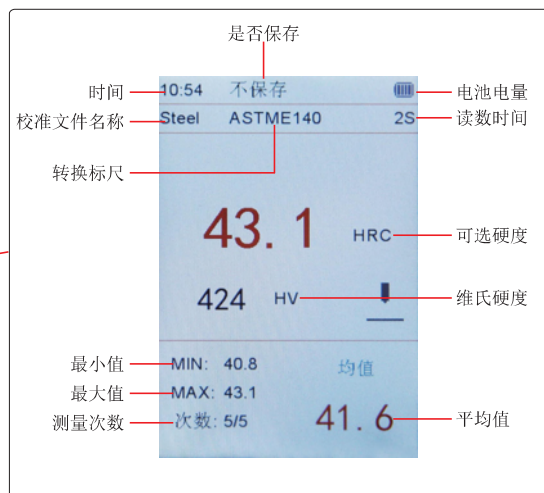 是否保存
时间 10:54 不保存 电池电量
校准文件名称 Steel ASTME140 2S 读数时间
转换标尺
43.1 HRC 可选硬度
424 HV 维氏硬度
最小值 MIN: 40.8 均值
最大值 MAX: 43.1
测量次数 次数: 5/5 41.6 平均值